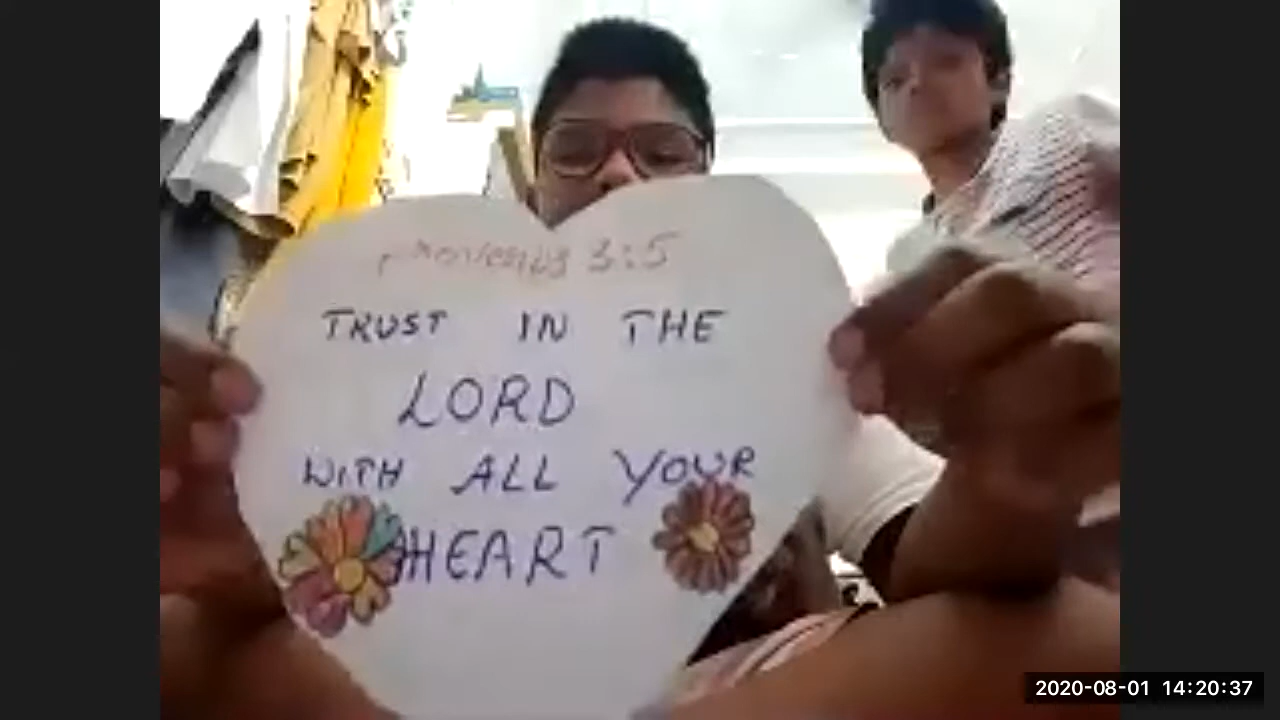 Proverbs 3:5
TRUST IN THE
LORD
WITH ALL YOUR
HEART
2020-08-01 14:20:37